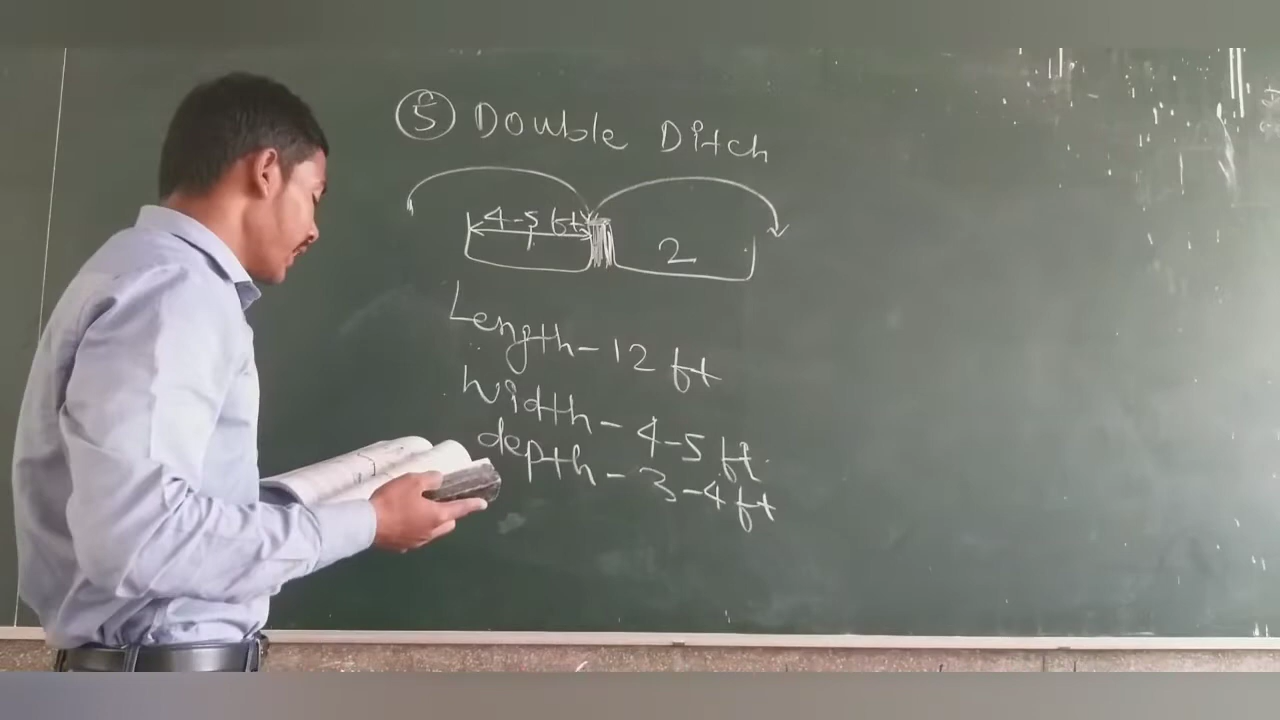 5 Double Ditch
4-5 ft
1 2
Length - 12 ft
Width - 4-5 ft
depth - 3-4 ft